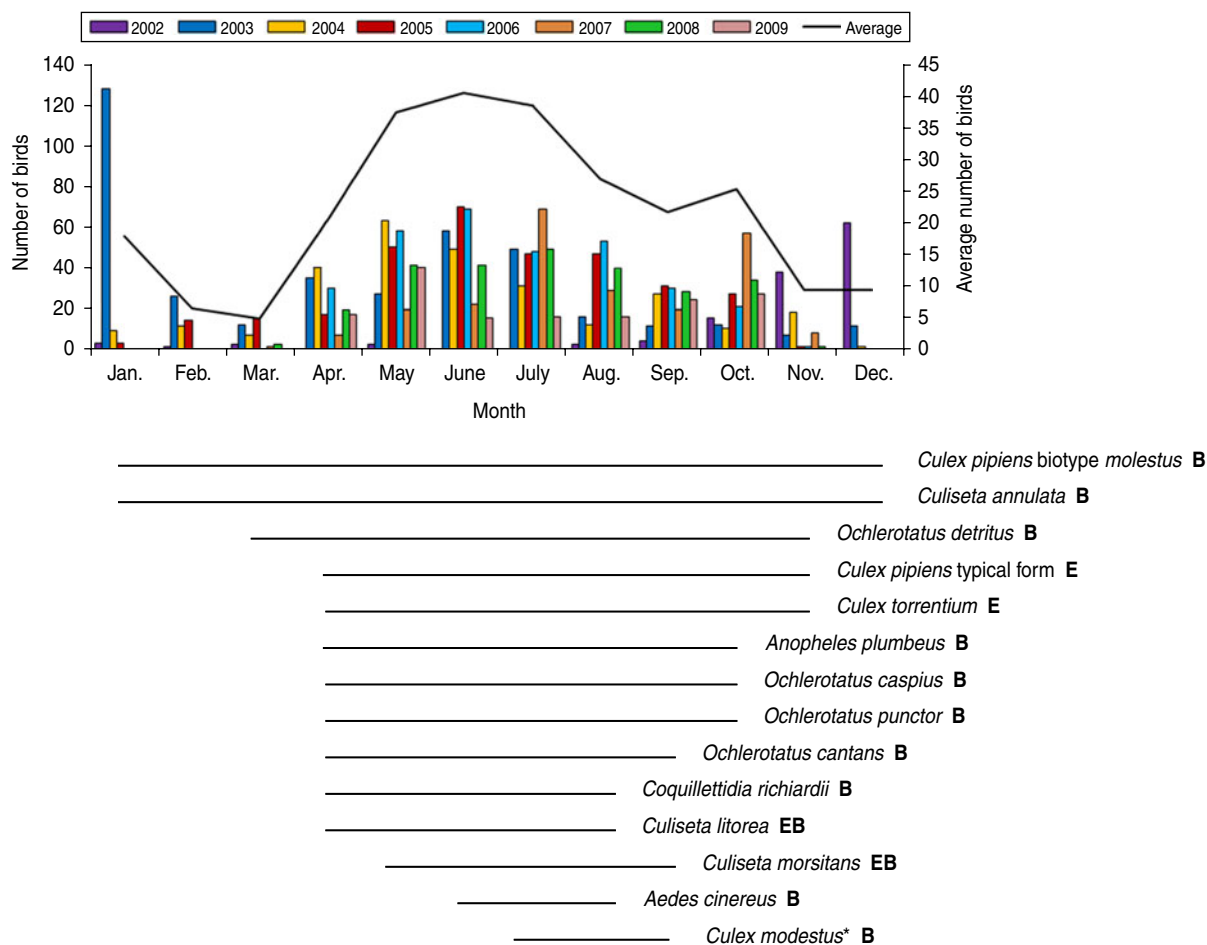 2002 2003 2004 2005 2006 2007 2008 2009 Average
140
120
100
80
60
40
20
0
Number of birds
45
40
35
30
25
20
15
10
5
0
Average number of birds
Jan. Feb. Mar. Apr. May June July Aug. Sep. Oct. Nov. Dec.
Month
Culex pipiens biotype molestus B
Culiseta annulata B
Ochlerotatus detritus B
Culex pipiens typical form E
Culex torrentium E
Anopheles plumbeus B
Ochlerotatus caspius B
Ochlerotatus punctor B
Ochlerotatus cantans B
Coquillettidia richiardii B
Culiseta litorea EB
Culiseta morsitans EB
Aedes cinereus B
Culex modestus* B